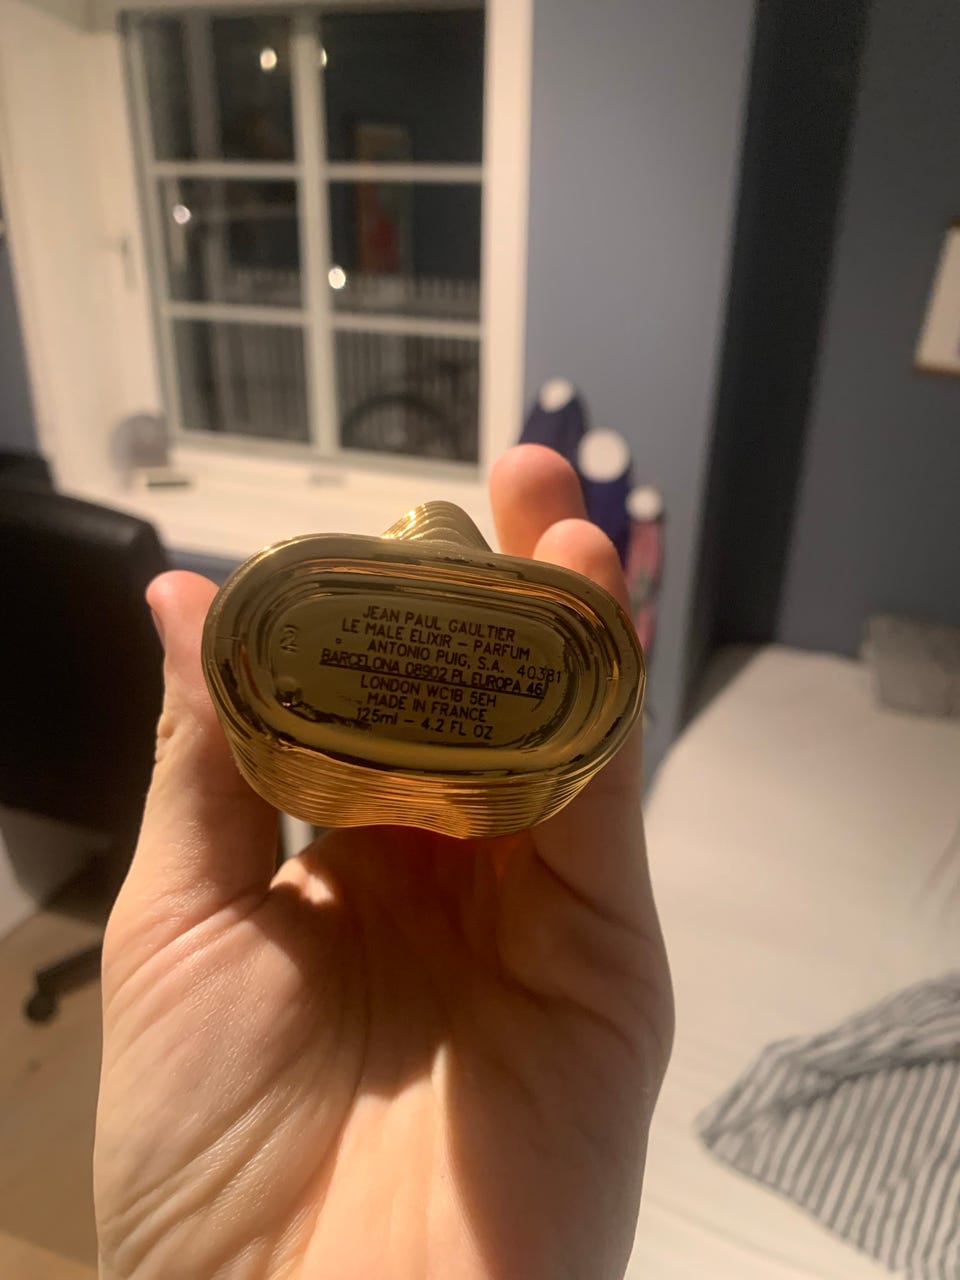 JEAN PAUL GAULTIER
LE MALE ELIXIR – PARFUM
ANTONIO PUIG, S.A. 40381
BARCELONA 08902 PL EUROPA 46
LONDON WC1B 5EH
MADE IN FRANCE
125ml – 4.2 FL OZ
2